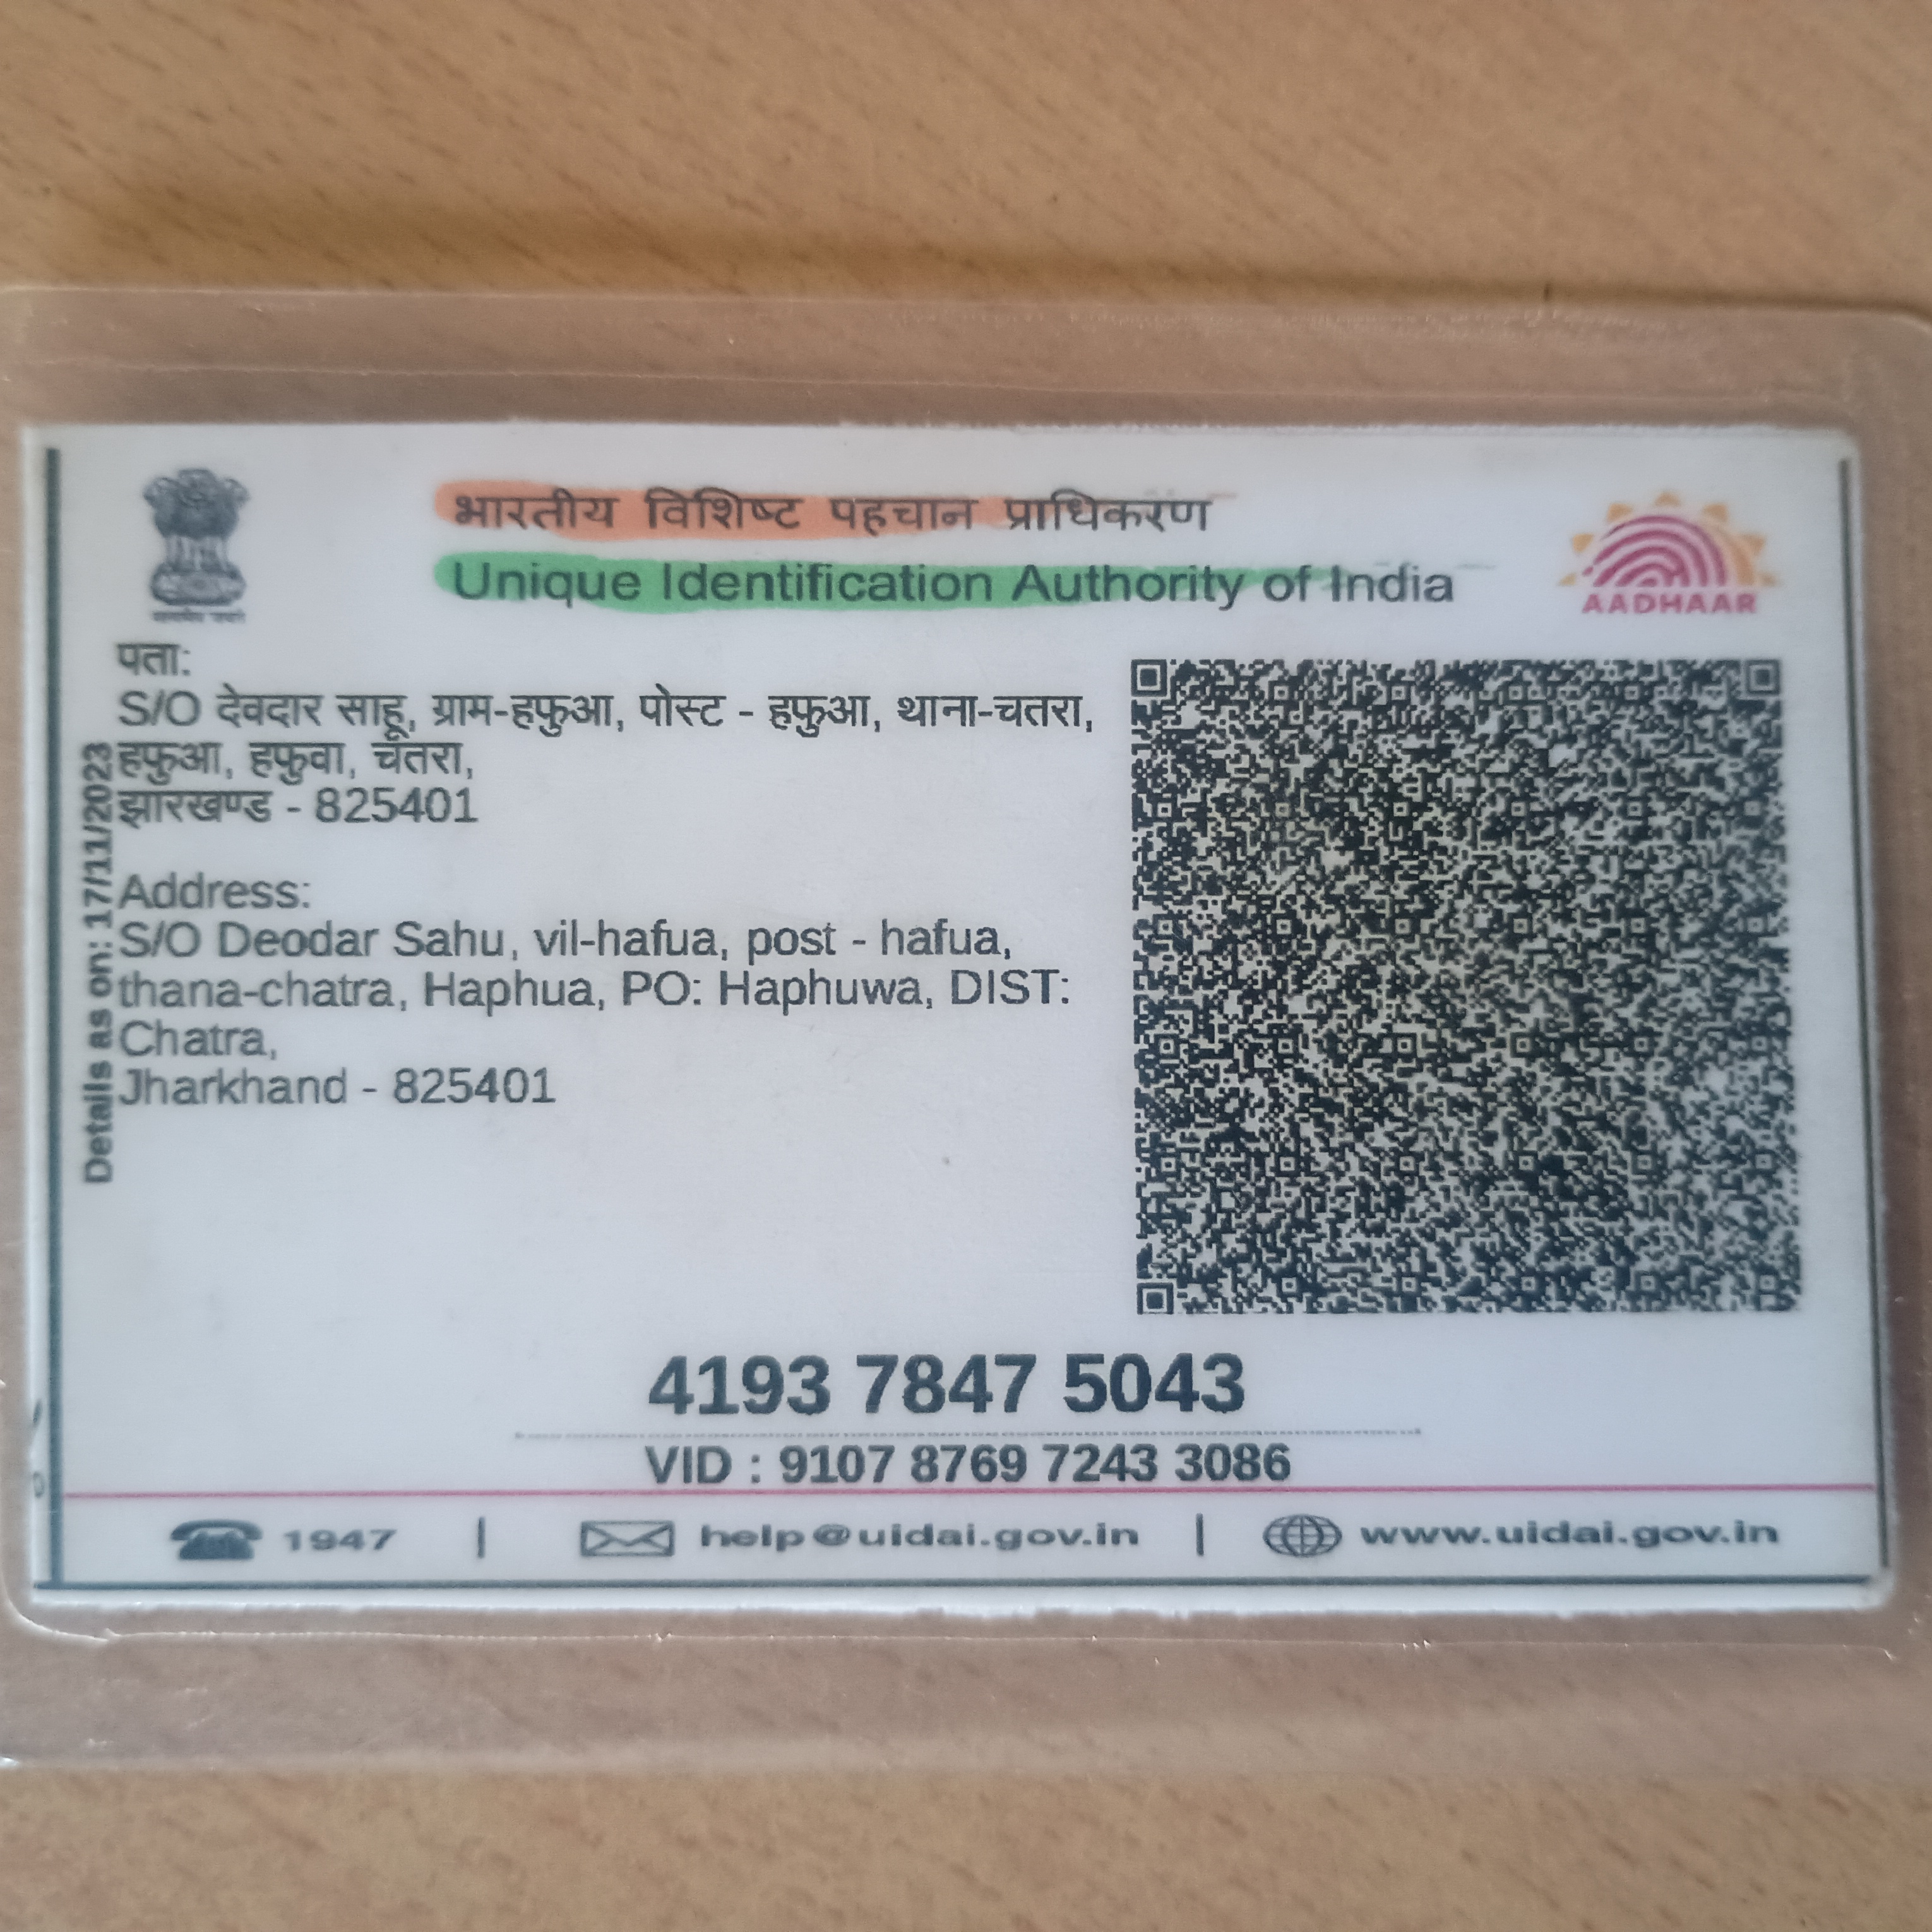 भारतीय विशिष्ट पहचान प्राधिकरण
Unique Identification Authority of India
AADHAAR
पता:
S/O देवदार साहू, ग्राम-हफुआ, पोस्ट - हफुआ, थाना-चतरा,
हफुआ, हफुवा, चतरा,
झारखण्ड - 825401
Address:
S/O Deodar Sahu, vil-hafua, post - hafua,
thana-chatra, Haphua, PO: Haphuwa, DIST:
Chatra,
Jharkhand - 825401
Details as on: 17/11/2023
4193 7847 5043
VID : 9107 8769 7243 3086
1947 | help@uidai.gov.in | www.uidai.gov.in